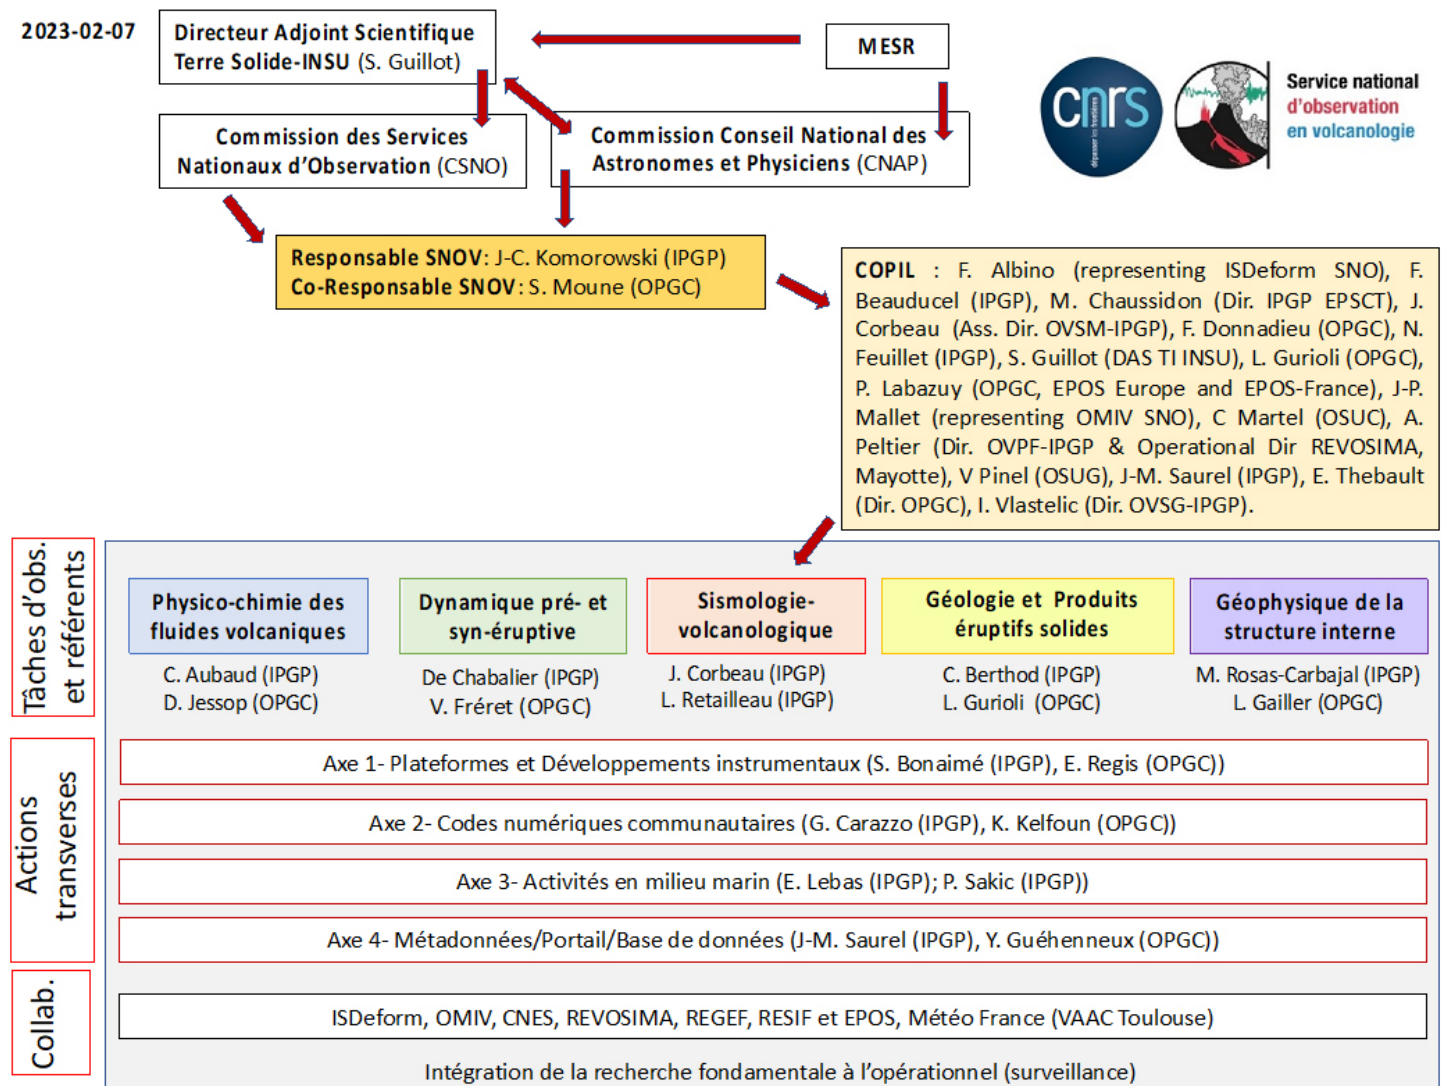 2023-02-07
Directeur Adjoint Scientifique
Terre Solide-INSU (S. Guillot)
MESR
cnrs
dépasser les frontières
Service national
d'observation
en volcanologie
Commission des Services
Nationaux d'Observation (CSNO)
Commission Conseil National des
Astronomes et Physiciens (CNAP)
Responsable SNOV: J-C. Komorowski (IPGP)
Co-Responsable SNOV: S. Moune (OPGC)
COPIL : F. Albino (representing ISDeform SNO), F.
Beauducel (IPGP), M. Chaussidon (Dir. IPGP EPSCT), J.
Corbeau (Ass. Dir. OVSM-IPGP), F. Donnadieu (OPGC), N.
Feuillet (IPGP), S. Guillot (DAS TI INSU), L. Gurioli (OPGC),
P. Labazuy (OPGC, EPOS Europe and EPOS-France), J-P.
Mallet (representing OMIV SNO), C Martel (OSUC), A.
Peltier (Dir. OVPF-IPGP & Operational Dir REVOSIMA,
Mayotte), V Pinel (OSUG), J-M. Saurel (IPGP), E. Thebault
(Dir. OPGC), I. Vlastelic (Dir. OVSG-IPGP).
Tâches d'obs.
et référents
Physico-chimie des
fluides volcaniques
C. Aubaud (IPGP)
D. Jessop (OPGC)
Dynamique pré- et
syn-éruptive
De Chabalier (IPGP)
V. Fréret (OPGC)
Sismologie-
volcanologique
J. Corbeau (IPGP)
L. Retailleau (IPGP)
Géologie et Produits
éruptifs solides
C. Berthod (IPGP)
L. Gurioli (OPGC)
Géophysique de la
structure interne
M. Rosas-Carbajal (IPGP)
L. Gailler (OPGC)
Actions
transverses
Axe 1- Plateformes et Développements instrumentaux (S. Bonaimé (IPGP), E. Regis (OPGC))
Axe 2- Codes numériques communautaires (G. Carazzo (IPGP), K. Kelfoun (OPGC))
Axe 3- Activités en milieu marin (E. Lebas (IPGP); P. Sakic (IPGP))
Axe 4- Métadonnées/Portail/Base de données (J-M. Saurel (IPGP), Y. Guéhenneux (OPGC))
Collab.
ISDeform, OMIV, CNES, REVOSIMA, REGEF, RESIF et EPOS, Météo France (VAAC Toulouse)
Intégration de la recherche fondamentale à l'opérationnel (surveillance)